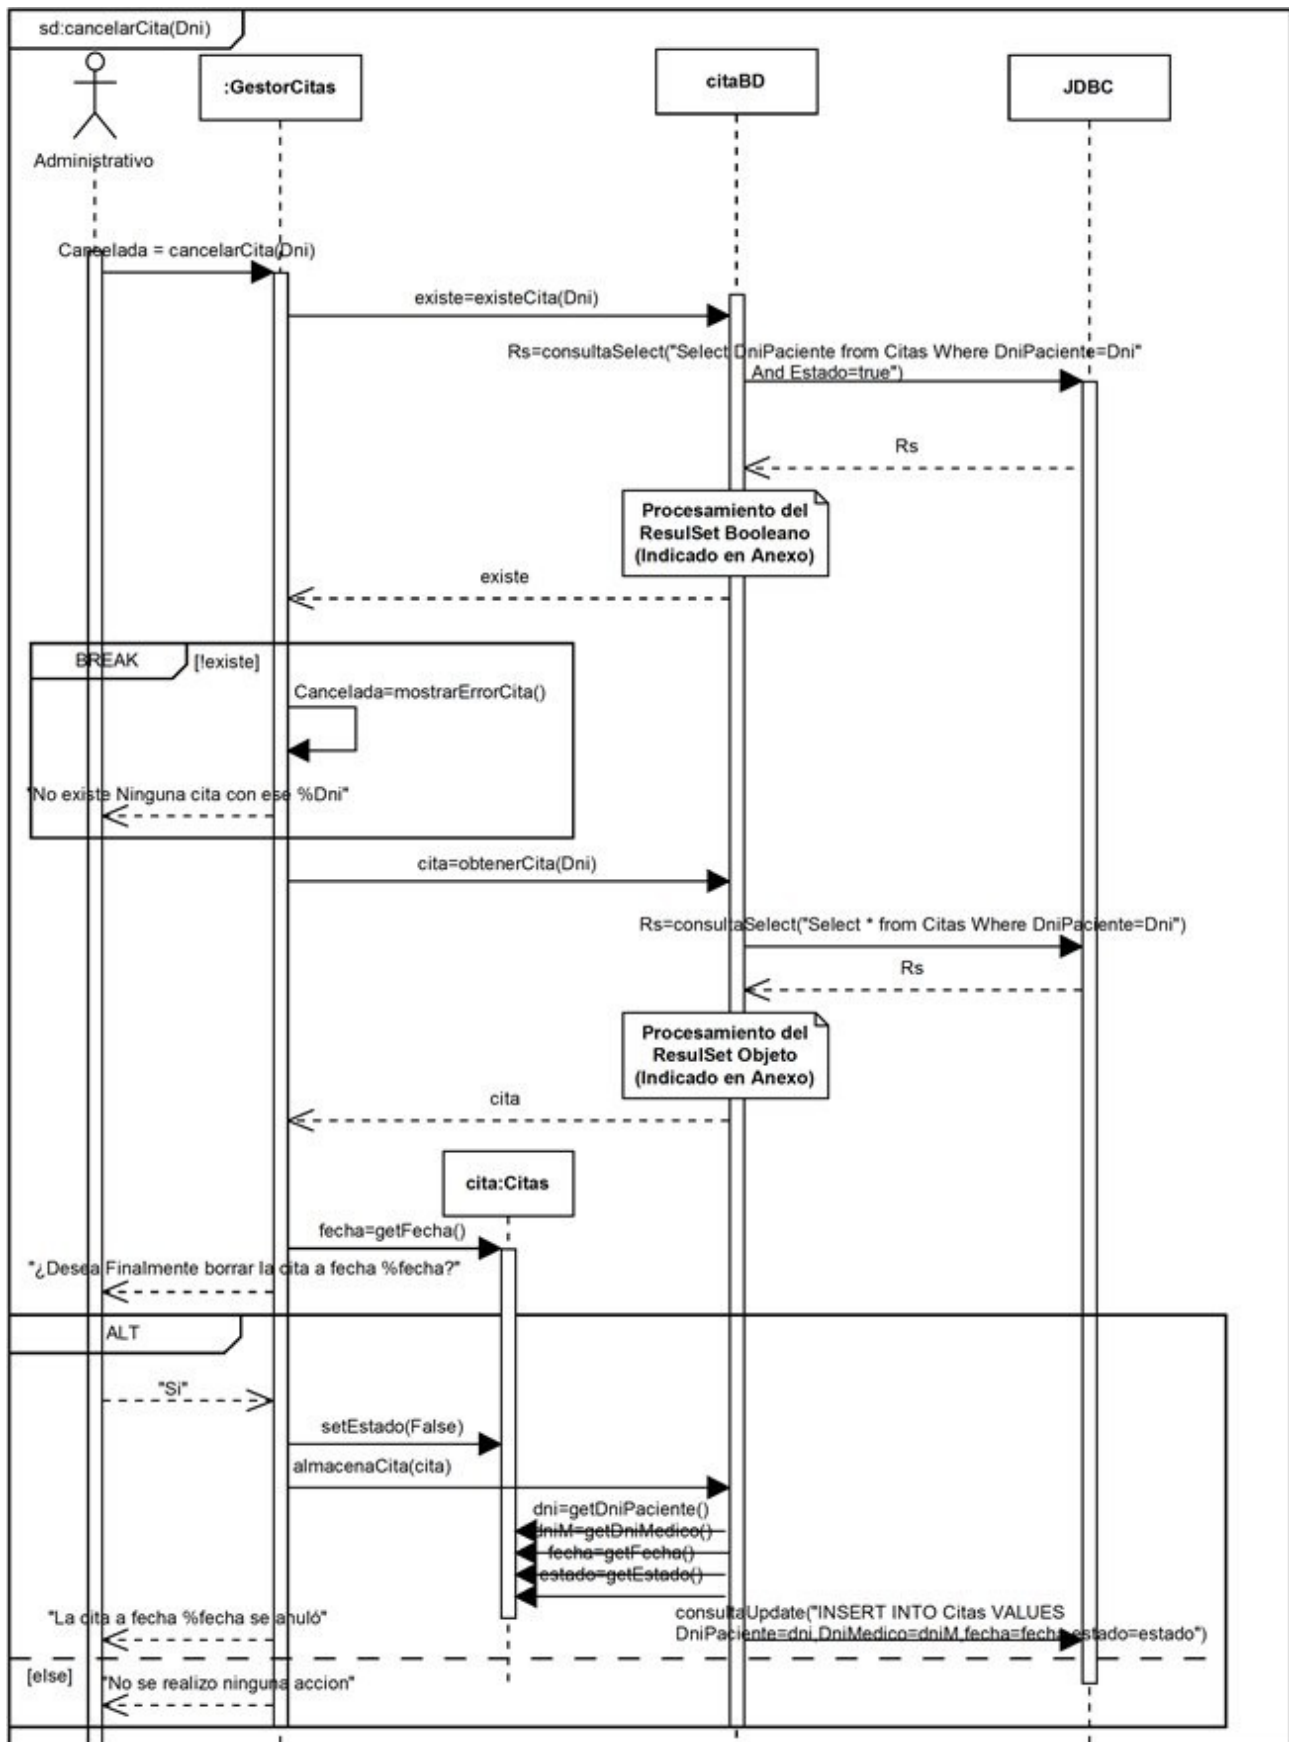 sd:cancelarCita(Dni)
:GestorCitas
citaBD
JDBC
Administrativo
Cancelada = cancelarCita(Dni)
existe=existeCita(Dni)
Rs=consultaSelect("Select DniPaciente from Citas Where DniPaciente=Dni"
And Estado=true")
Rs
Procesamiento del
ResulSet Booleano
(Indicado en Anexo)
existe
BREAK
[!existe]
Cancelada=mostrarErrorCita()
"No existe Ninguna cita con ese %Dni"
cita=obtenerCita(Dni)
Rs=consultaSelect("Select * from Citas Where DniPaciente=Dni")
Rs
Procesamiento del
ResulSet Objeto
(Indicado en Anexo)
cita
cita:Citas
fecha=getFecha()
"¿Desea Finalmente borrar la cita a fecha %fecha?"
ALT
"Si"
setEstado(False)
almacenaCita(cita)
dni=getDniPaciente()
dniM=getDniMedico()
fecha=getFecha()
estado=getEstado()
"La cita a fecha %fecha se anuló"
consultaUpdate("INSERT INTO Citas VALUES
DniPaciente=dni,DniMedico=dniM,fecha=fecha,estado=estado")
[else]
"No se realizo ninguna accion"